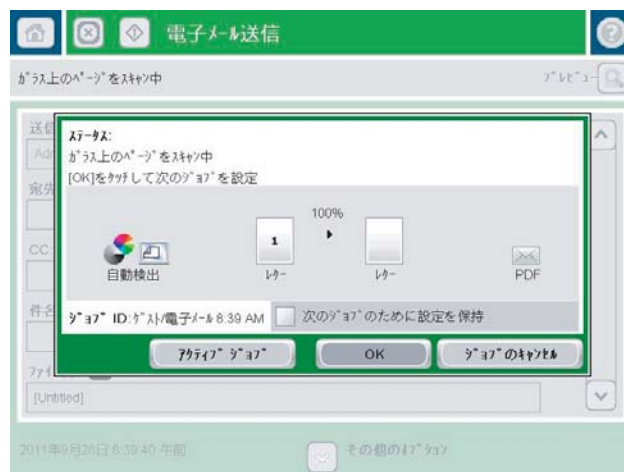 電子ﾒｰﾙ送信
ｶﾞﾗｽ上のﾍﾟｰｼﾞをｽｷｬﾝ中
ﾌﾟﾚﾋﾞｭｰ
送信
ｽﾃｰﾀｽ:
ｶﾞﾗｽ上のﾍﾟｰｼﾞをｽｷｬﾝ中
[OK]をﾀｯﾁして次のｼﾞｮﾌﾞを設定
宛先
100%
1
CC:
自動検出
ﾚﾀｰ
ﾚﾀｰ
PDF
件名
ｼﾞｮﾌﾞ ID:ｹﾞｽﾄ/電子ﾒｰﾙ 8:39 AM
次のｼﾞｮﾌﾞのために設定を保持
ｱｸﾃｨﾌﾞ ｼﾞｮﾌﾞ
OK
ｼﾞｮﾌﾞのｷｬﾝｾﾙ
ﾌｧｲ
[Untitled]
2011年9月28日 8:39:40 午前
その他のｵﾌﾟｼｮﾝ